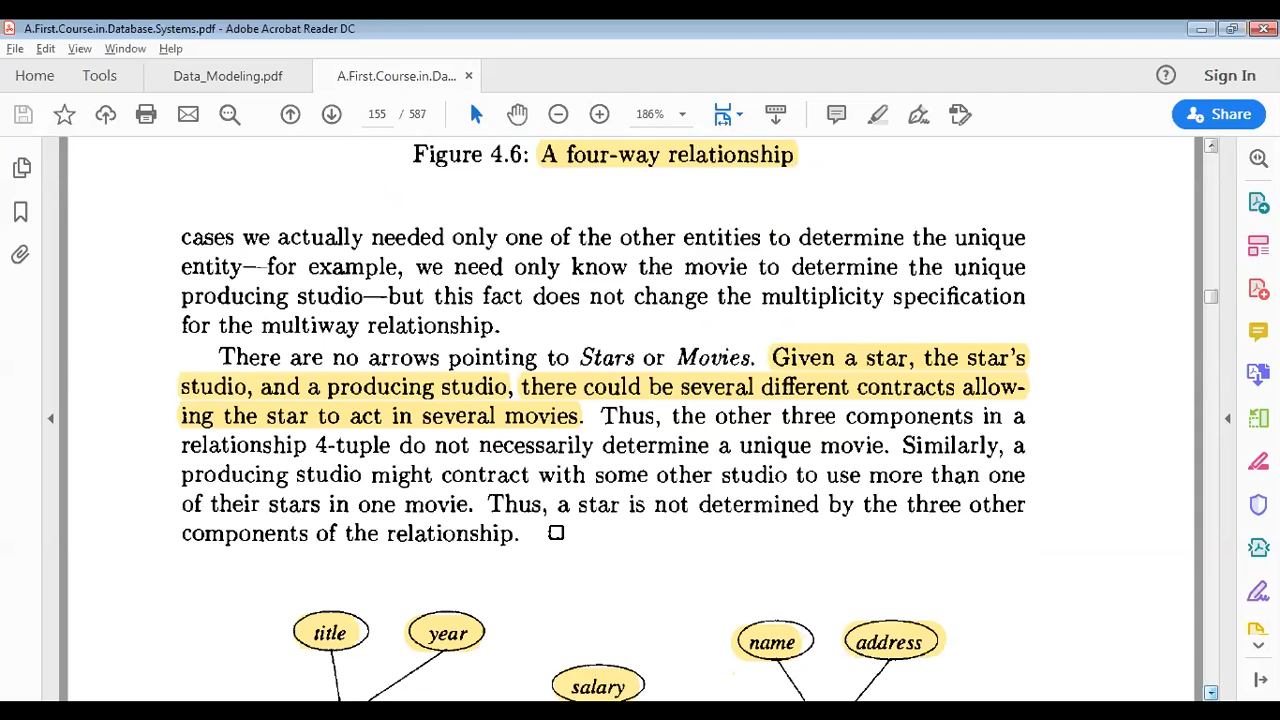 A.First.Course.in.Database.Systems.pdf - Adobe Acrobat Reader DC
File Edit View Window Help
Home Tools Data_Modeling.pdf A.First.Course.in.Da... ×
Sign In
155 / 587 186% Share
Figure 4.6: A four-way relationship
cases we actually needed only one of the other entities to determine the unique
entity—for example, we need only know the movie to determine the unique
producing studio—but this fact does not change the multiplicity specification
for the multiway relationship.
There are no arrows pointing to Stars or Movies. Given a star, the star's
studio, and a producing studio, there could be several different contracts allow-
ing the star to act in several movies. Thus, the other three components in a
relationship 4-tuple do not necessarily determine a unique movie. Similarly, a
producing studio might contract with some other studio to use more than one
of their stars in one movie. Thus, a star is not determined by the three other
components of the relationship. □
title year name address
salary